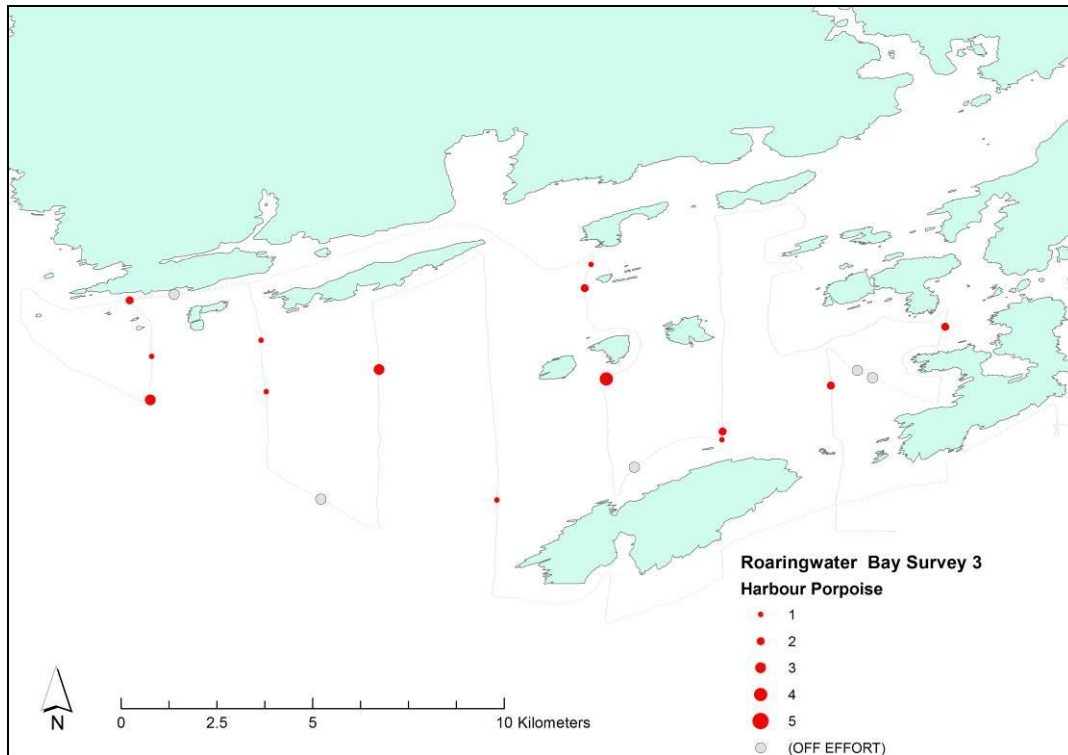 Roaringwater Bay Survey 3
Harbour Porpoise
1
2
3
4
5
(OFF EFFORT)
N
0 2.5 5 10 Kilometers